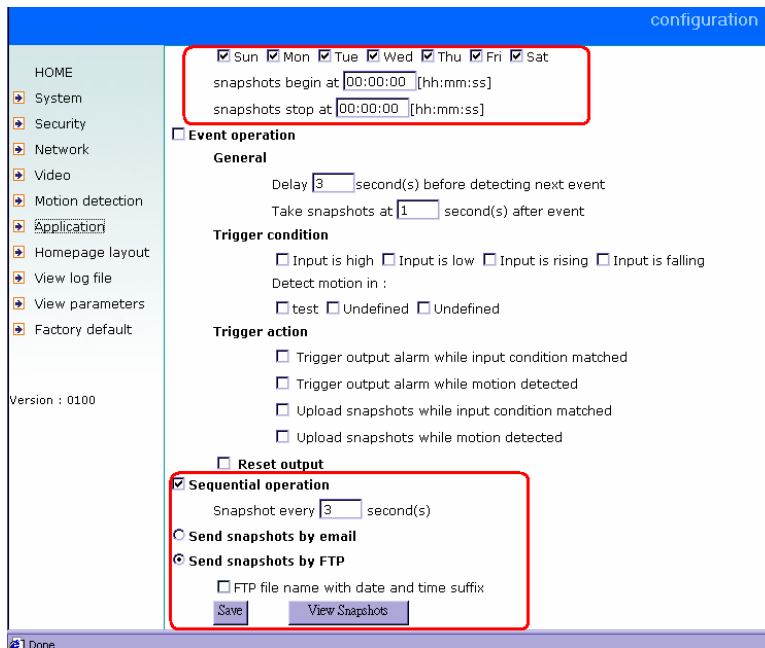 configuration
HOME
System
Security
Network
Video
Motion detection
Application
Homepage layout
View log file
View parameters
Factory default
Version : 0100
Sun Mon Tue Wed Thu Fri Sat
snapshots begin at 00:00:00 [hh:mm:ss]
snapshots stop at 00:00:00 [hh:mm:ss]
Event operation
General
Delay 3 second(s) before detecting next event
Take snapshots at 1 second(s) after event
Trigger condition
Input is high Input is low Input is rising Input is falling
Detect motion in :
test Undefined Undefined
Trigger action
Trigger output alarm while input condition matched
Trigger output alarm while motion detected
Upload snapshots while input condition matched
Upload snapshots while motion detected
Reset output
Sequential operation
Snapshot every 3 second(s)
Send snapshots by email
Send snapshots by FTP
FTP file name with date and time suffix
Save View Snapshots
Done